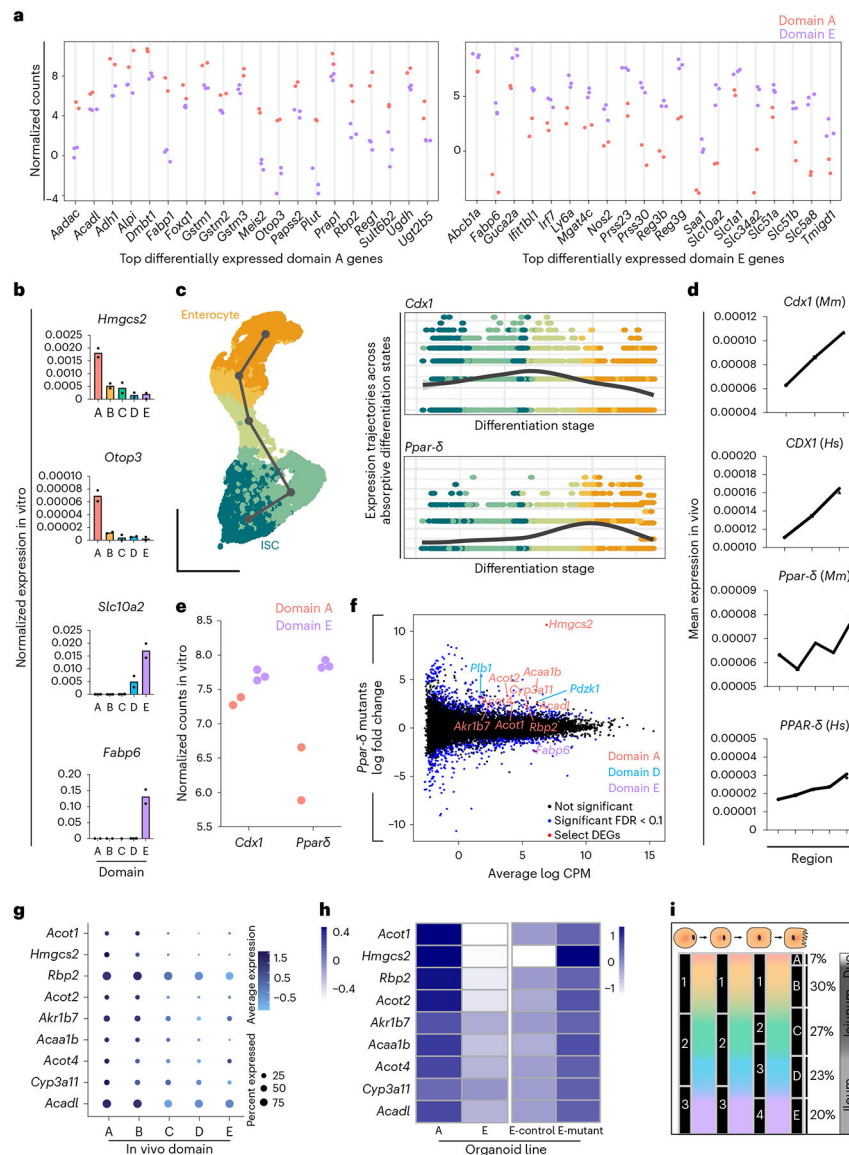 a
Domain A
Domain E
Normalized counts
8
4
0
–4
5
0
Aadac
Acadl
Adh1
Alpi
Dmbt1
Fabp1
Foxq1
Gstm1
Gstm2
Gstm3
Meis2
Otop3
Papss2
Plut
Prap1
Rbp2
Reg1
Sult6b2
Ugdh
Ugt2b5
Abcb1a
Fabp6
Guca2a
Ifit1bl1
Irf7
Ly6a
Mgat4c
Nos2
Prss23
Prss30
Reg3b
Reg3g
Saa1
Slc10a2
Slc1a1
Slc34a2
Slc51a
Slc51b
Slc5a8
Tmigd1
Top differentially expressed domain A genes
Top differentially expressed domain E genes
b
Normalized expression in vitro
Hmgcs2
0.0025
0.0020
0.0015
0.0010
0.0005
0
A B C D E
Otop3
0.00010
0.00008
0.00006
0.00004
0.00002
0
A B C D E
Slc10a2
0.025
0.020
0.015
0.010
0.005
0
A B C D E
Fabp6
0.20
0.15
0.10
0.05
0
A B C D E
Domain
c
Enterocyte
ISC
Expression trajectories across
absorptive differentiation states
Cdx1
Differentiation stage
Ppar-δ
Differentiation stage
d
Mean expression in vivo
Cdx1 (Mm)
0.00012
0.00010
0.00008
0.00006
0.00004
CDX1 (Hs)
0.00020
0.00016
0.00014
0.00012
0.00010
Ppar-δ (Mm)
0.00009
0.00008
0.00007
0.00006
0.00005
PPAR-δ (Hs)
0.00005
0.00004
0.00003
0.00002
0.00001
0
Region
e
Domain A
Domain E
Normalized counts in vitro
8.5
8.0
7.5
7.0
6.5
6.0
5.5
Cdx1
Pparδ
f
Ppar-δ mutants
log fold change
10
5
0
–5
–10
Hmgcs2
Plb1
Acaa1b
Acot2
Cyp3a11
Pdzk1
Acadl
Akr1b7
Acot1
Rbp2
Fabp6
Domain A
Domain D
Domain E
Not significant
Significant FDR < 0.1
Select DEGs
0
5
10
15
Average log CPM
g
Acot1
Hmgcs2
Rbp2
Acot2
Akr1b7
Acaa1b
Acot4
Cyp3a11
Acadl
A B C D E
In vivo domain
Average expression
1.5
0.5
–0.5
Percent expressed
25
50
75
h
0.4
0
–0.4
1
0
–1
Acot1
Hmgcs2
Rbp2
Acot2
Akr1b7
Acaa1b
Acot4
Cyp3a11
Acadl
A E E-control E-mutant
Organoid line
i
1
2
3
1
2
3
1
2
3
4
A
B
C
D
E
7%
30%
27%
23%
20%
Jejunum
Ileum